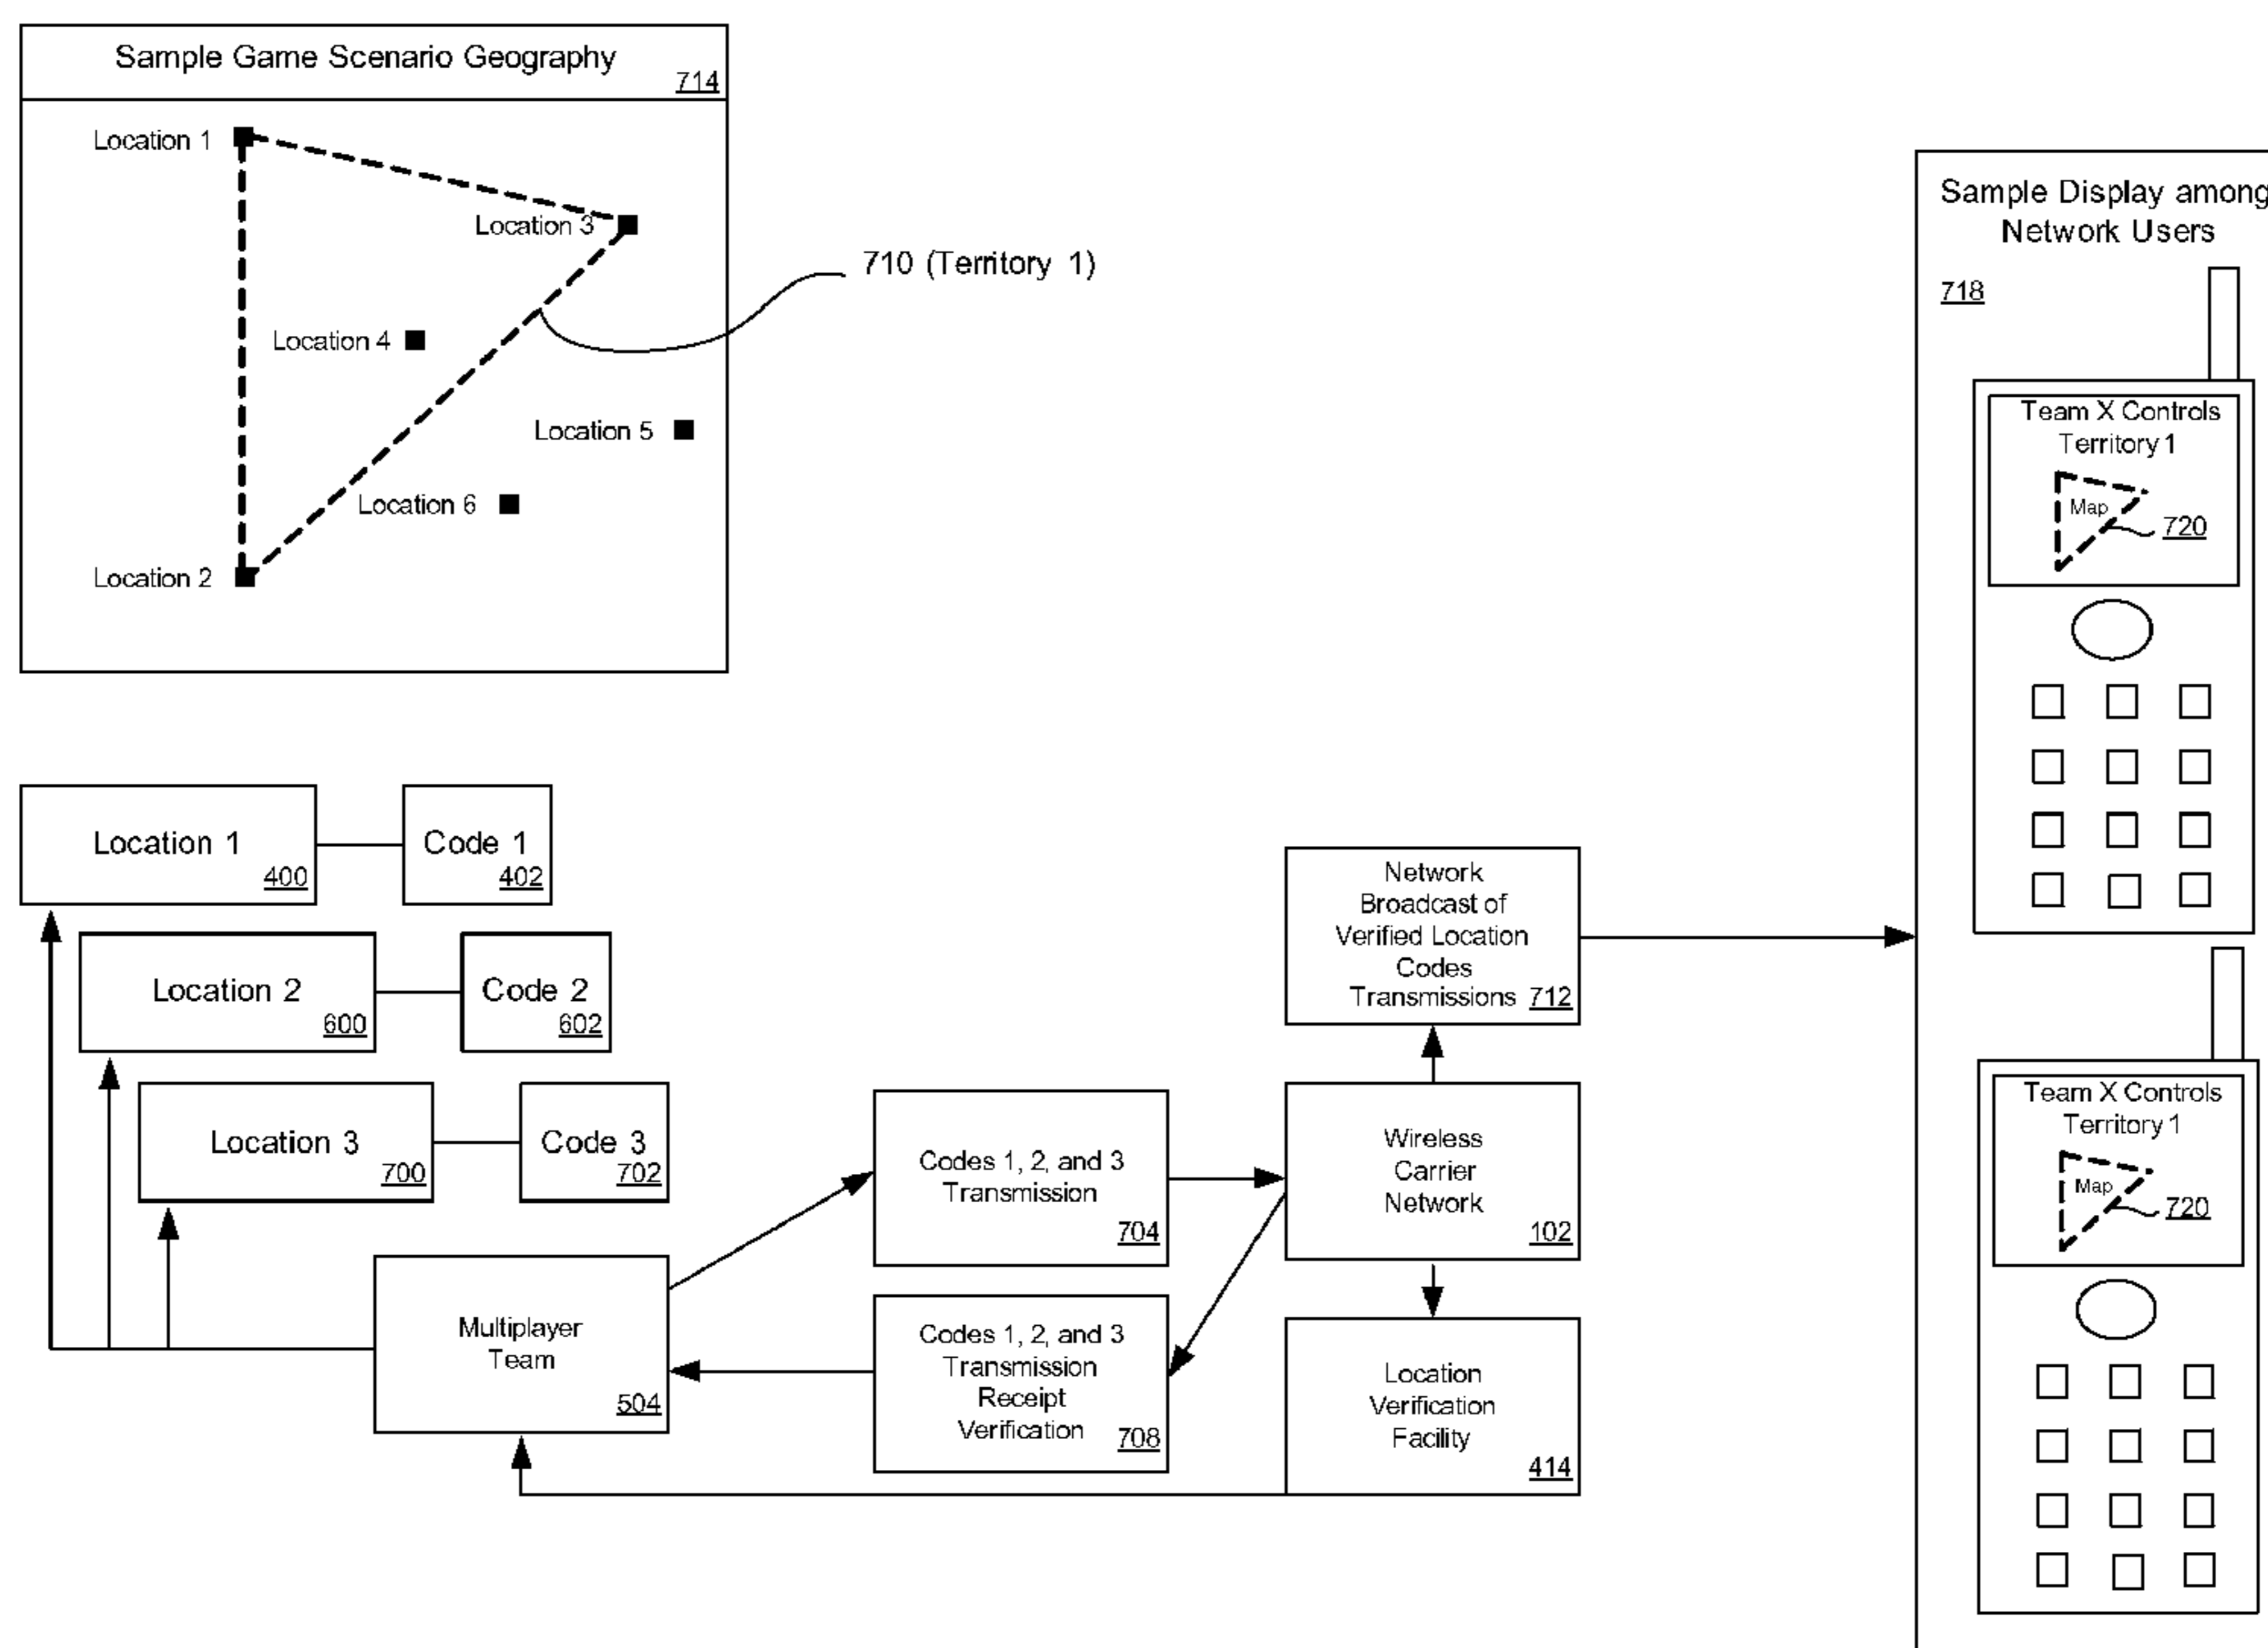 Sample Game Scenario Geography
714
Location 1
Location 3
710 (Territory 1)
Location 4
Location 5
Location 6
Location 2
Sample Display among
Network Users
718
Team X Controls
Territory 1
Map
720
Location 1
400
Code 1
402
Location 2
600
Code 2
602
Location 3
700
Code 3
702
Multiplayer
Team
504
Codes 1, 2, and 3
Transmission
704
Codes 1, 2, and 3
Transmission
Receipt
Verification
708
Network
Broadcast of
Verified Location
Codes
Transmissions 712
Wireless
Carrier
Network
102
Location
Verification
Facility
414
Team X Controls
Territory 1
Map
720